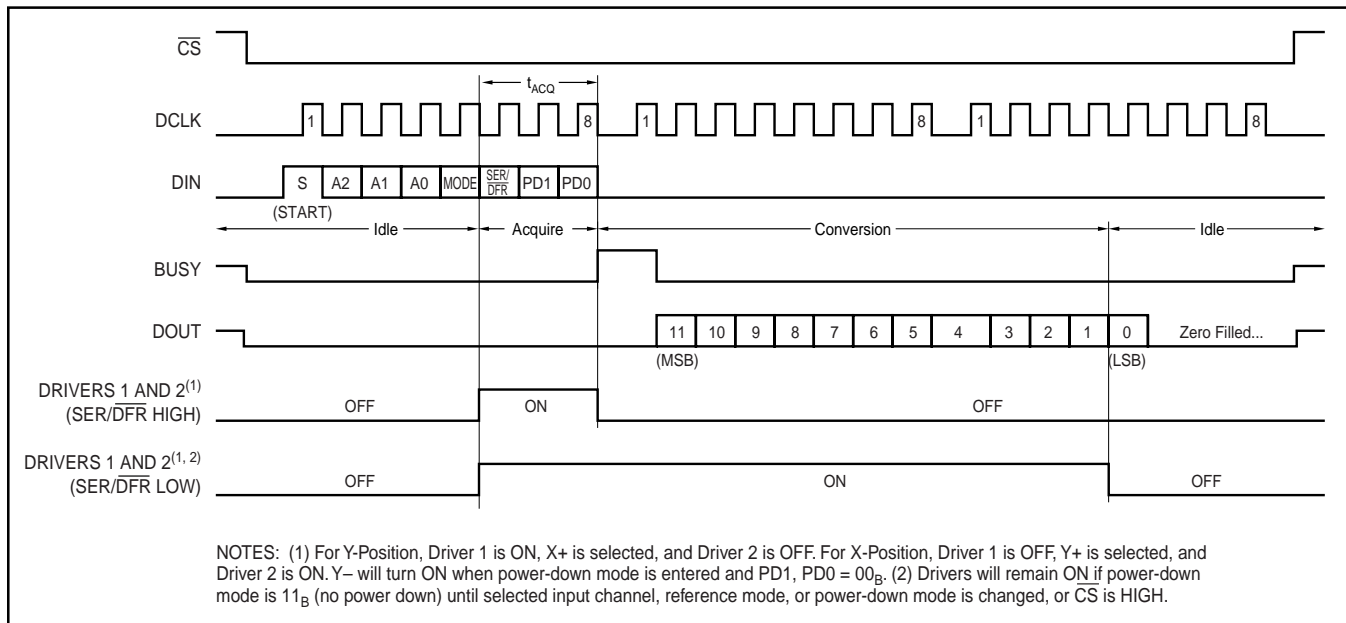 CS
t_ACQ
DCLK
1 8 1 8 1 8
DIN
S A2 A1 A0 MODE SER/DFR PD1 PD0
(START)
Idle Acquire Conversion Idle
BUSY
DOUT
11 10 9 8 7 6 5 4 3 2 1 0 Zero Filled...
(MSB) (LSB)
DRIVERS 1 AND 2(1)
(SER/DFR HIGH)
OFF ON OFF
DRIVERS 1 AND 2(1, 2)
(SER/DFR LOW)
OFF ON OFF
NOTES: (1) For Y-Position, Driver 1 is ON, X+ is selected, and Driver 2 is OFF. For X-Position, Driver 1 is OFF, Y+ is selected, and
Driver 2 is ON. Y– will turn ON when power-down mode is entered and PD1, PD0 = 00B. (2) Drivers will remain ON if power-down
mode is 11B (no power down) until selected input channel, reference mode, or power-down mode is changed, or CS is HIGH.